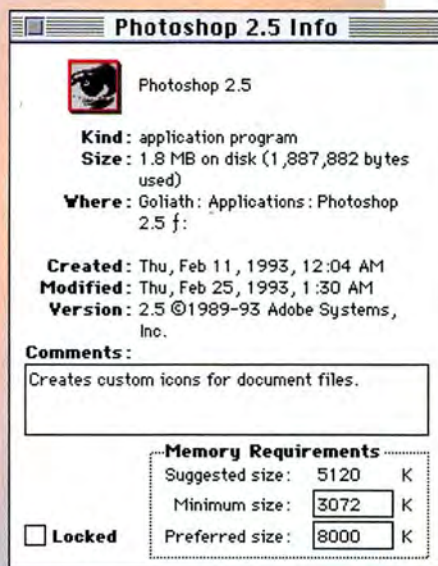 Photoshop 2.5 Info
Photoshop 2.5
Kind: application program
Size: 1.8 MB on disk (1,887,882 bytes
used)
Where: Goliath: Applications: Photoshop
2.5 ƒ:
Created: Thu, Feb 11, 1993, 12:04 AM
Modified: Thu, Feb 25, 1993, 1:30 AM
Version: 2.5 ©1989-93 Adobe Systems,
Inc.
Comments:
Creates custom icons for document files.
Memory Requirements
Suggested size: 5120 K
Minimum size: 3072 K
Locked Preferred size: 8000 K